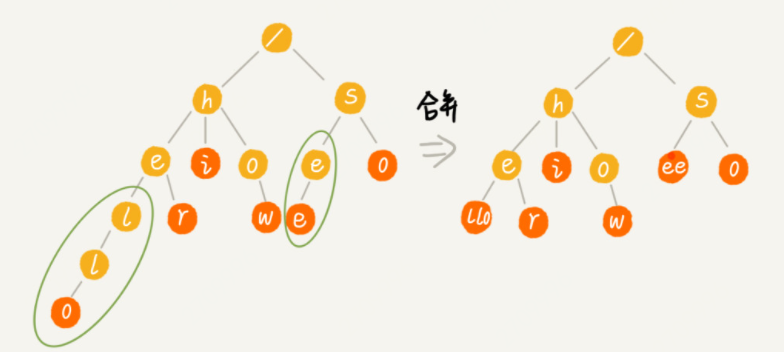 / /
h S 合并 h S
e i o e o e i o ee o
l r w e llo r w
l
o